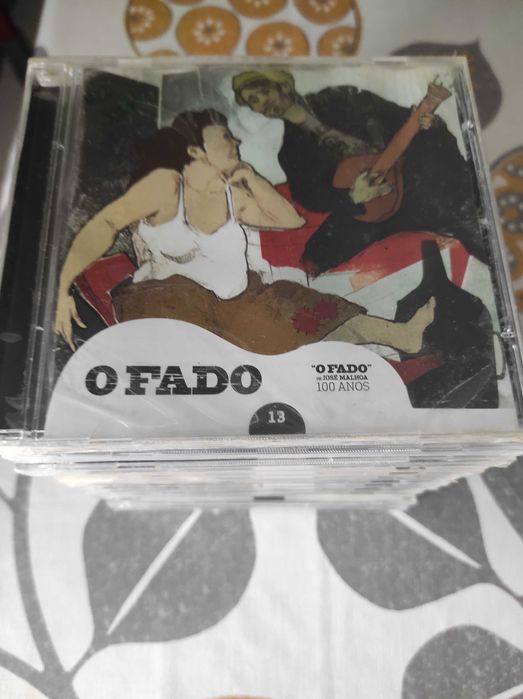 O FADO
"O FADO"
DE JOSÉ MALHOA
100 ANOS
13